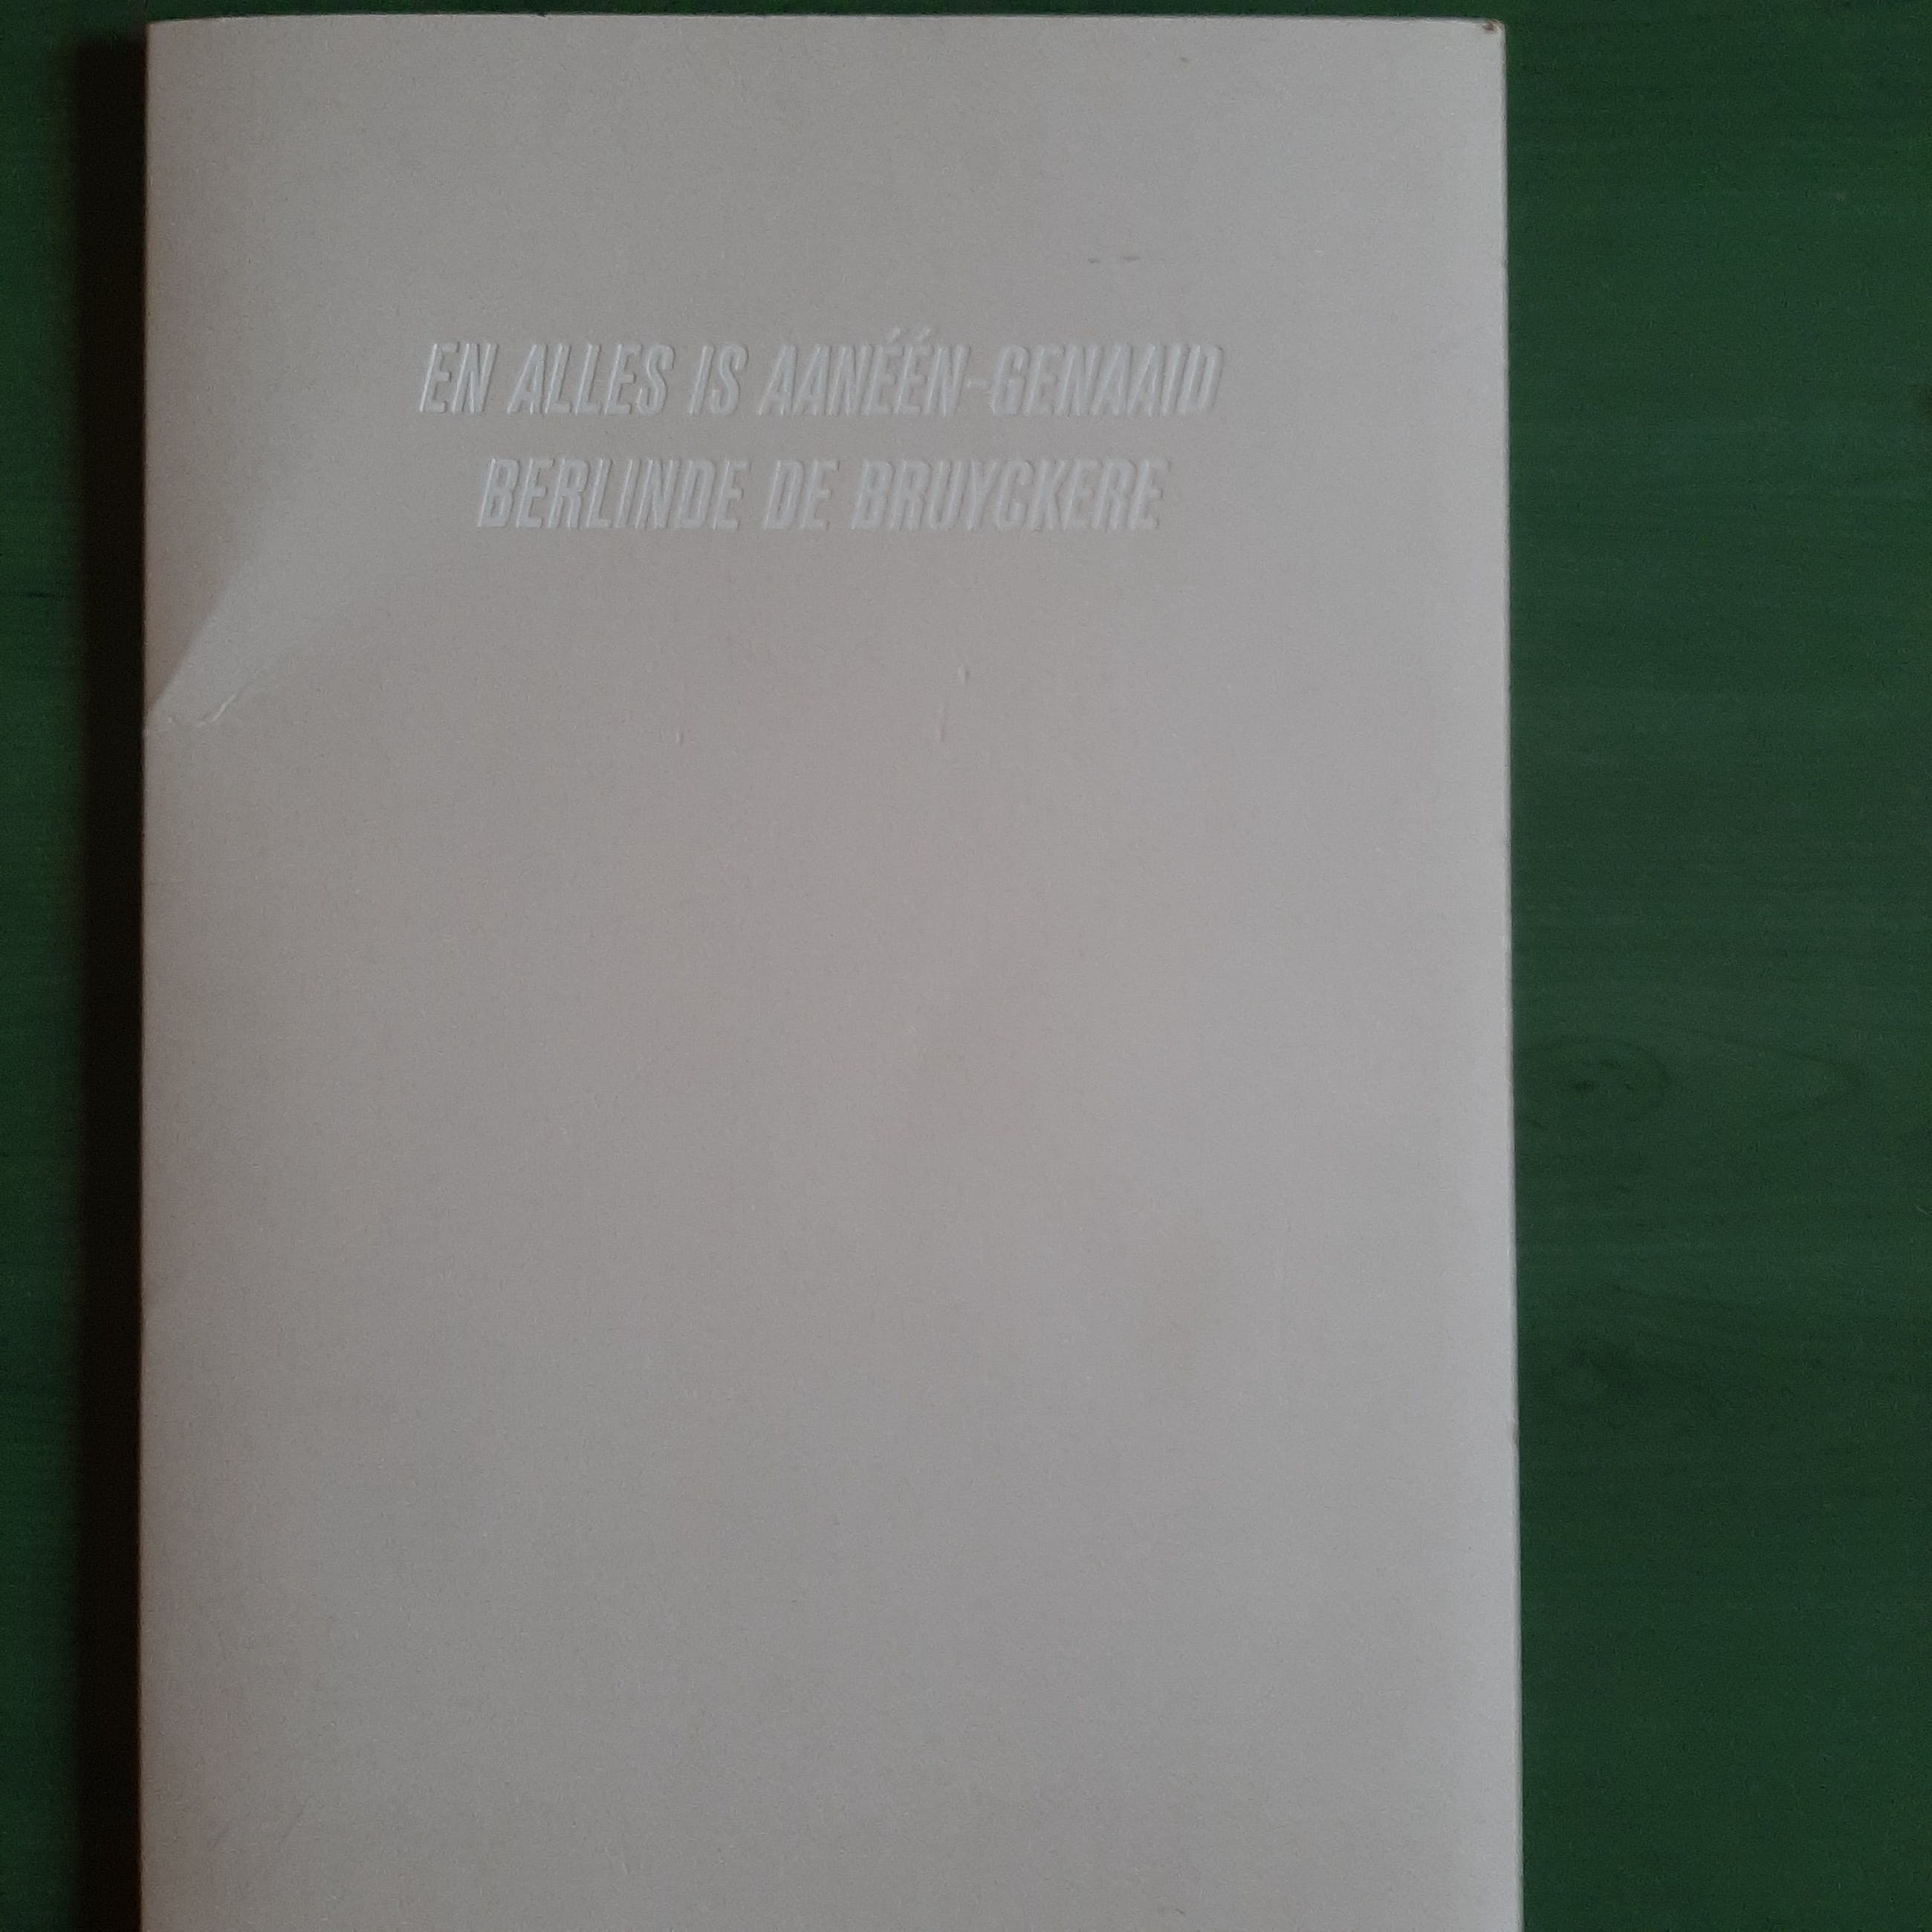 EN ALLES IS AANÉÉN-GENAAID
BERLINDE DE BRUYCKERE